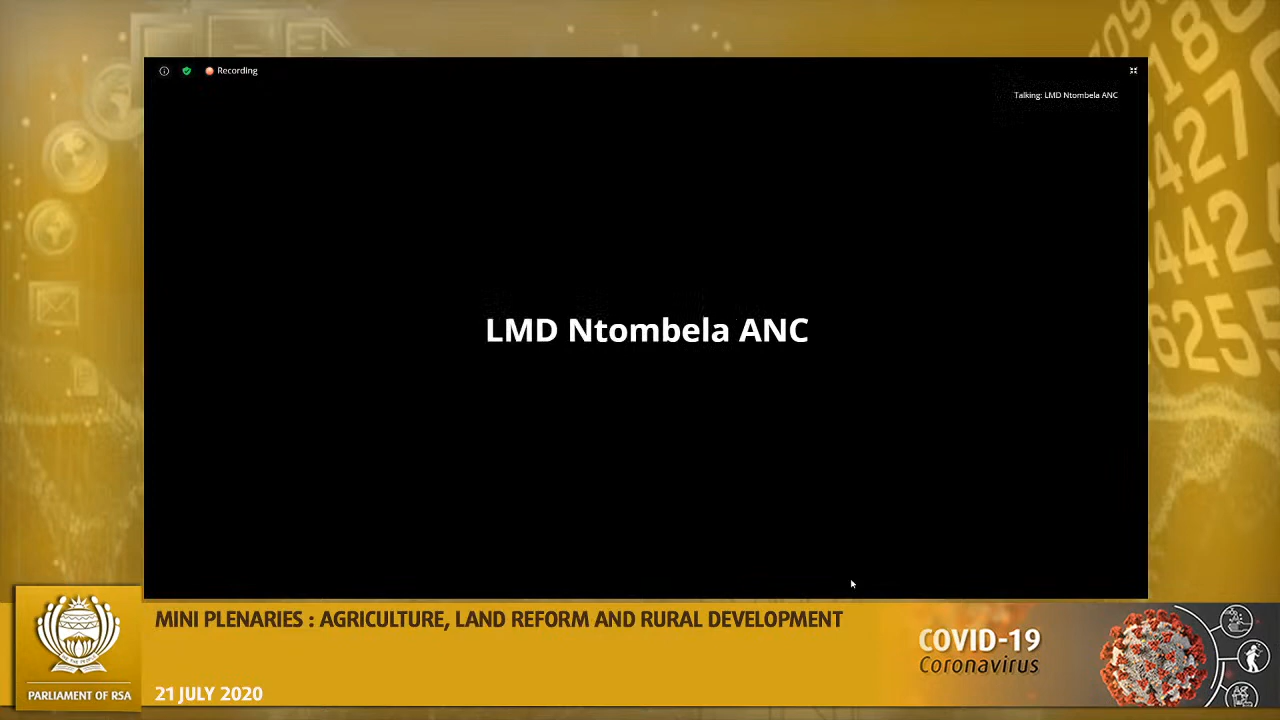 Recording
Talking: LMD Ntombela ANC
LMD Ntombela ANC
MINI PLENARIES : AGRICULTURE, LAND REFORM AND RURAL DEVELOPMENT
COVID-19
Coronavirus
PARLIAMENT OF RSA
21 JULY 2020